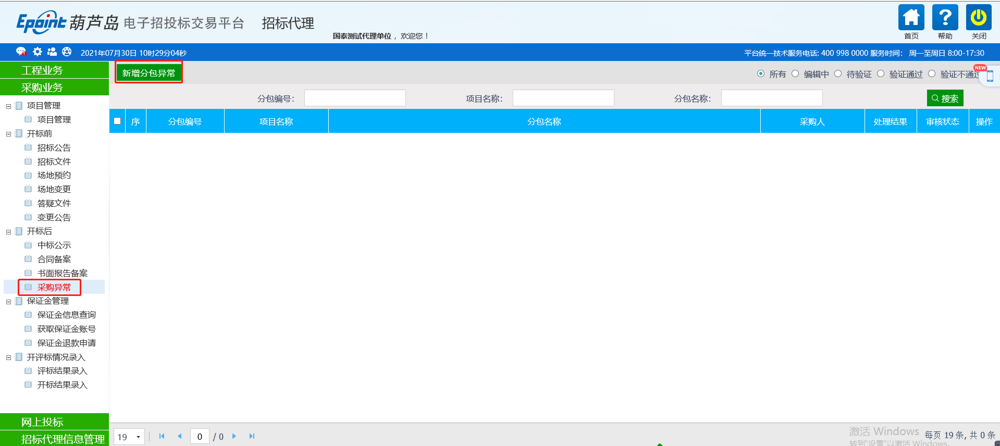 Epoint 葫芦岛 电子招投标交易平台 招标代理
国泰测试代理单位 ，欢迎您！
首页 帮助 关闭
2021年07月30日 10时29分04秒
平台统一技术服务电话: 400 998 0000 服务时间： 周一至周日 8:00-17:30
工程业务
采购业务
项目管理
项目管理
开标前
招标公告
招标文件
场地预约
场地变更
答疑文件
变更公告
开标后
中标公示
合同备案
书面报告备案
采购异常
保证金管理
保证金信息查询
获取保证金账号
保证金退款申请
开评标情况录入
评标结果录入
开标结果录入
网上投标
招标代理信息管理
新增分包异常
所有 编辑中 待验证 验证通过 验证不通过
NEW
分包编号： 项目名称： 分包名称： 搜索
序 分包编号 项目名称 分包名称 采购人 处理结果 审核状态 操作
19 0 / 0
激活 Windows
每页 19 条, 共 0 条
转到"设置"以激活 Windows。